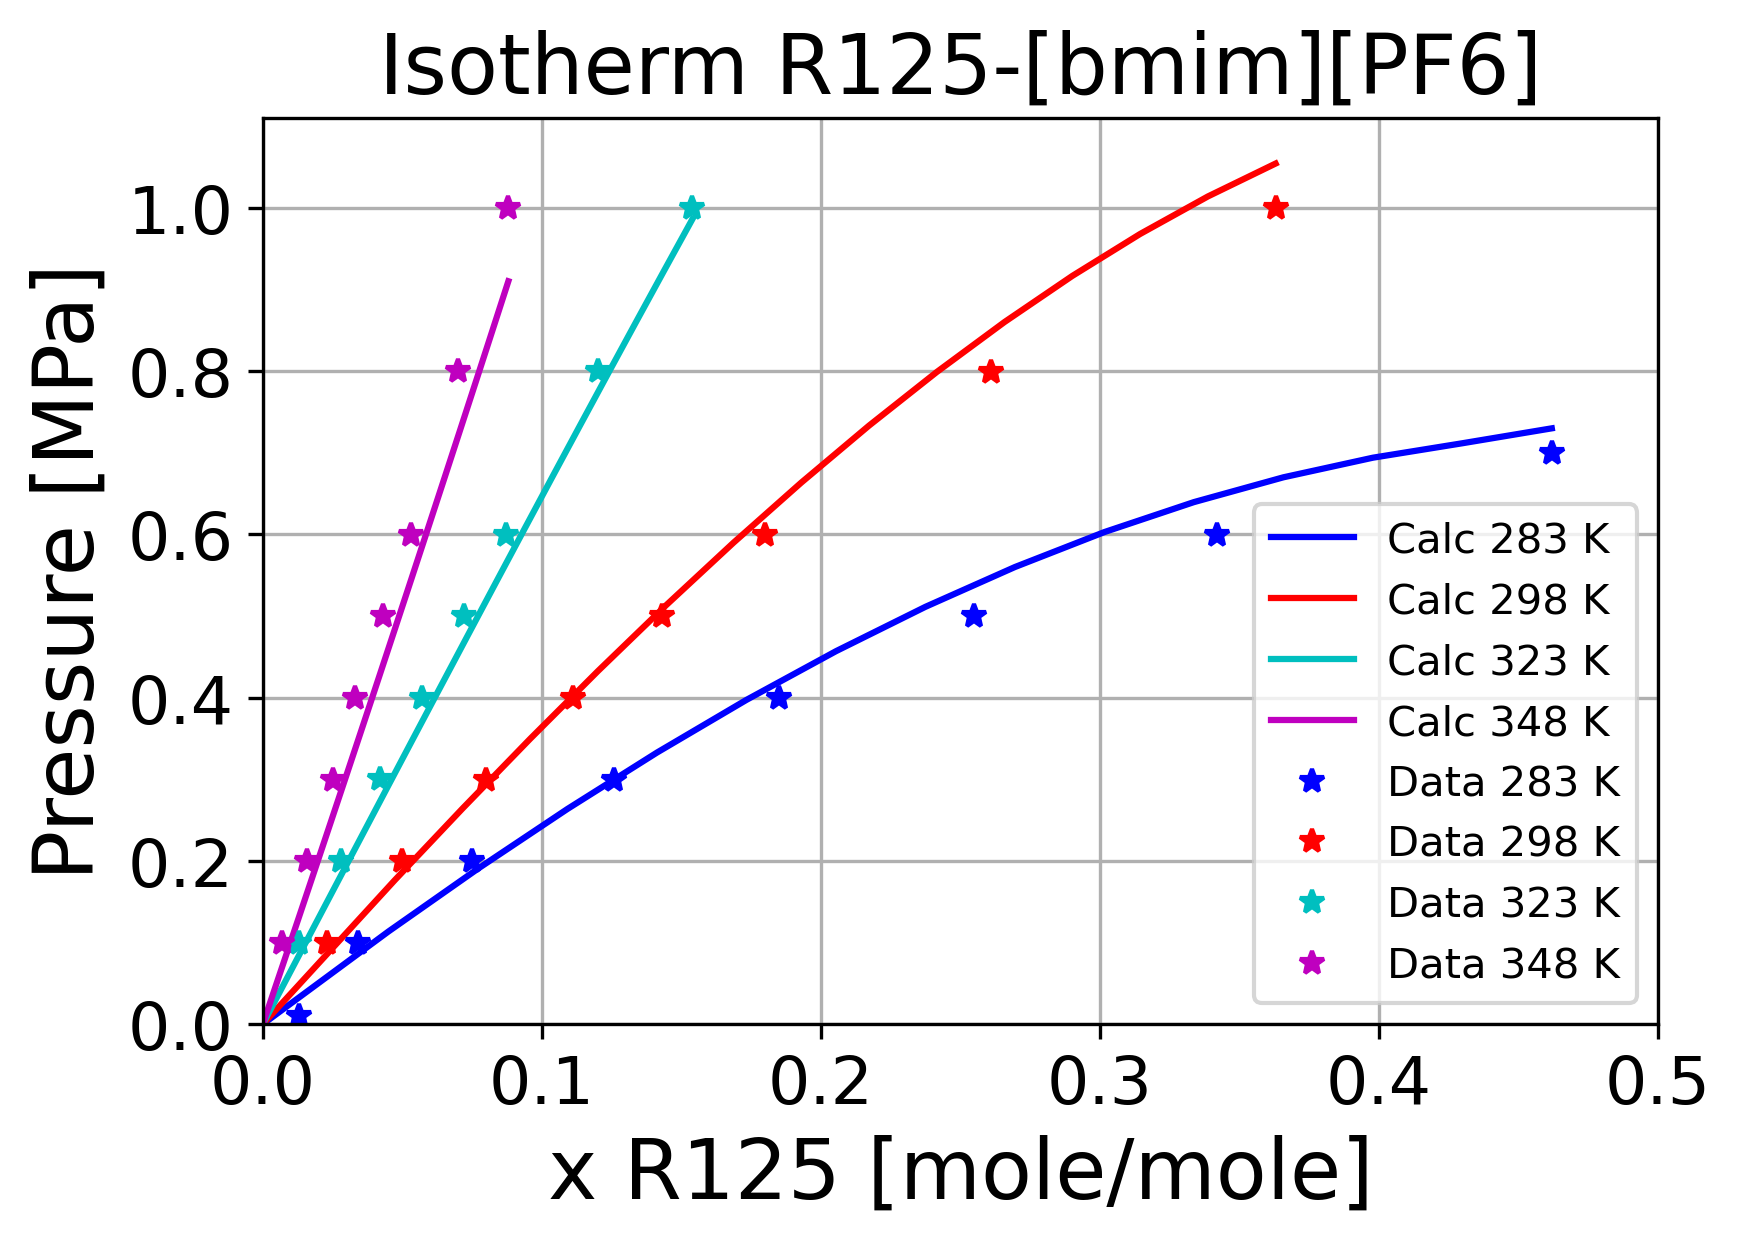 Isotherm R125-[bmim][PF6]
Pressure [MPa]
1.0
0.8
0.6
0.4
0.2
0.0
0.0 0.1 0.2 0.3 0.4 0.5
x R125 [mole/mole]
Calc 283 K
Calc 298 K
Calc 323 K
Calc 348 K
Data 283 K
Data 298 K
Data 323 K
Data 348 K